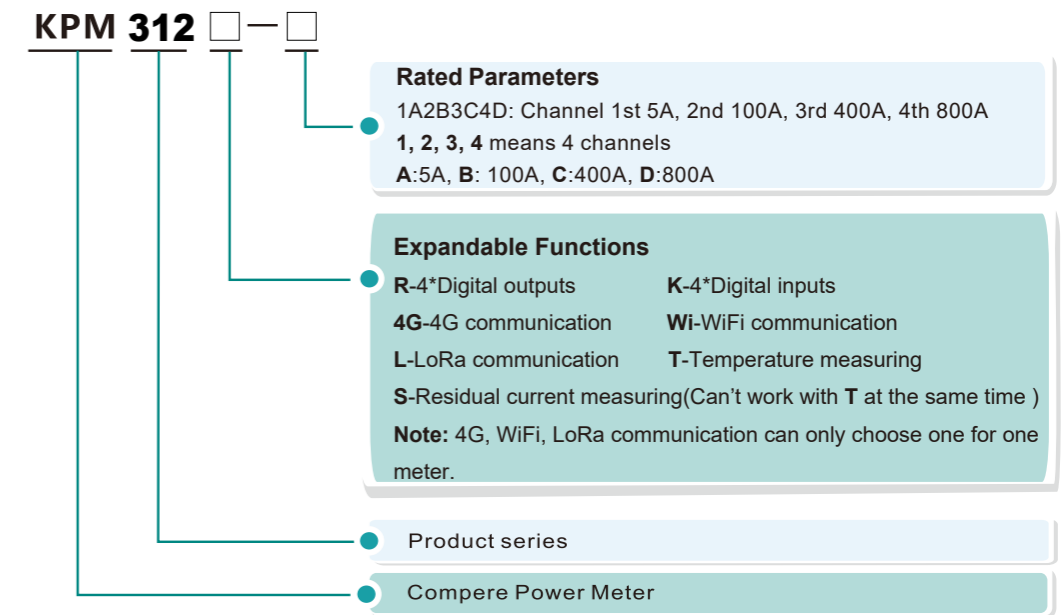 KPM 312 □—□
Rated Parameters
1A2B3C4D: Channel 1st 5A, 2nd 100A, 3rd 400A, 4th 800A
1, 2, 3, 4 means 4 channels
A:5A, B: 100A, C:400A, D:800A
Expandable Functions
R-4*Digital outputs K-4*Digital inputs
4G-4G communication Wi-WiFi communication
L-LoRa communication T-Temperature measuring
S-Residual current measuring(Can’t work with T at the same time )
Note: 4G, WiFi, LoRa communication can only choose one for one
meter.
Product series
Compere Power Meter